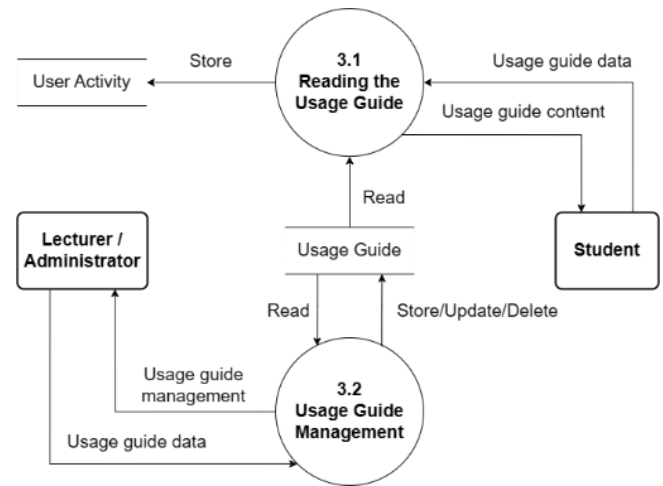 3.1
Reading the
Usage Guide
Store
User Activity
Usage guide data
Usage guide content
Read
Lecturer /
Administrator
Usage Guide
Student
Read
Store/Update/Delete
Usage guide
management
3.2
Usage Guide
Management
Usage guide data